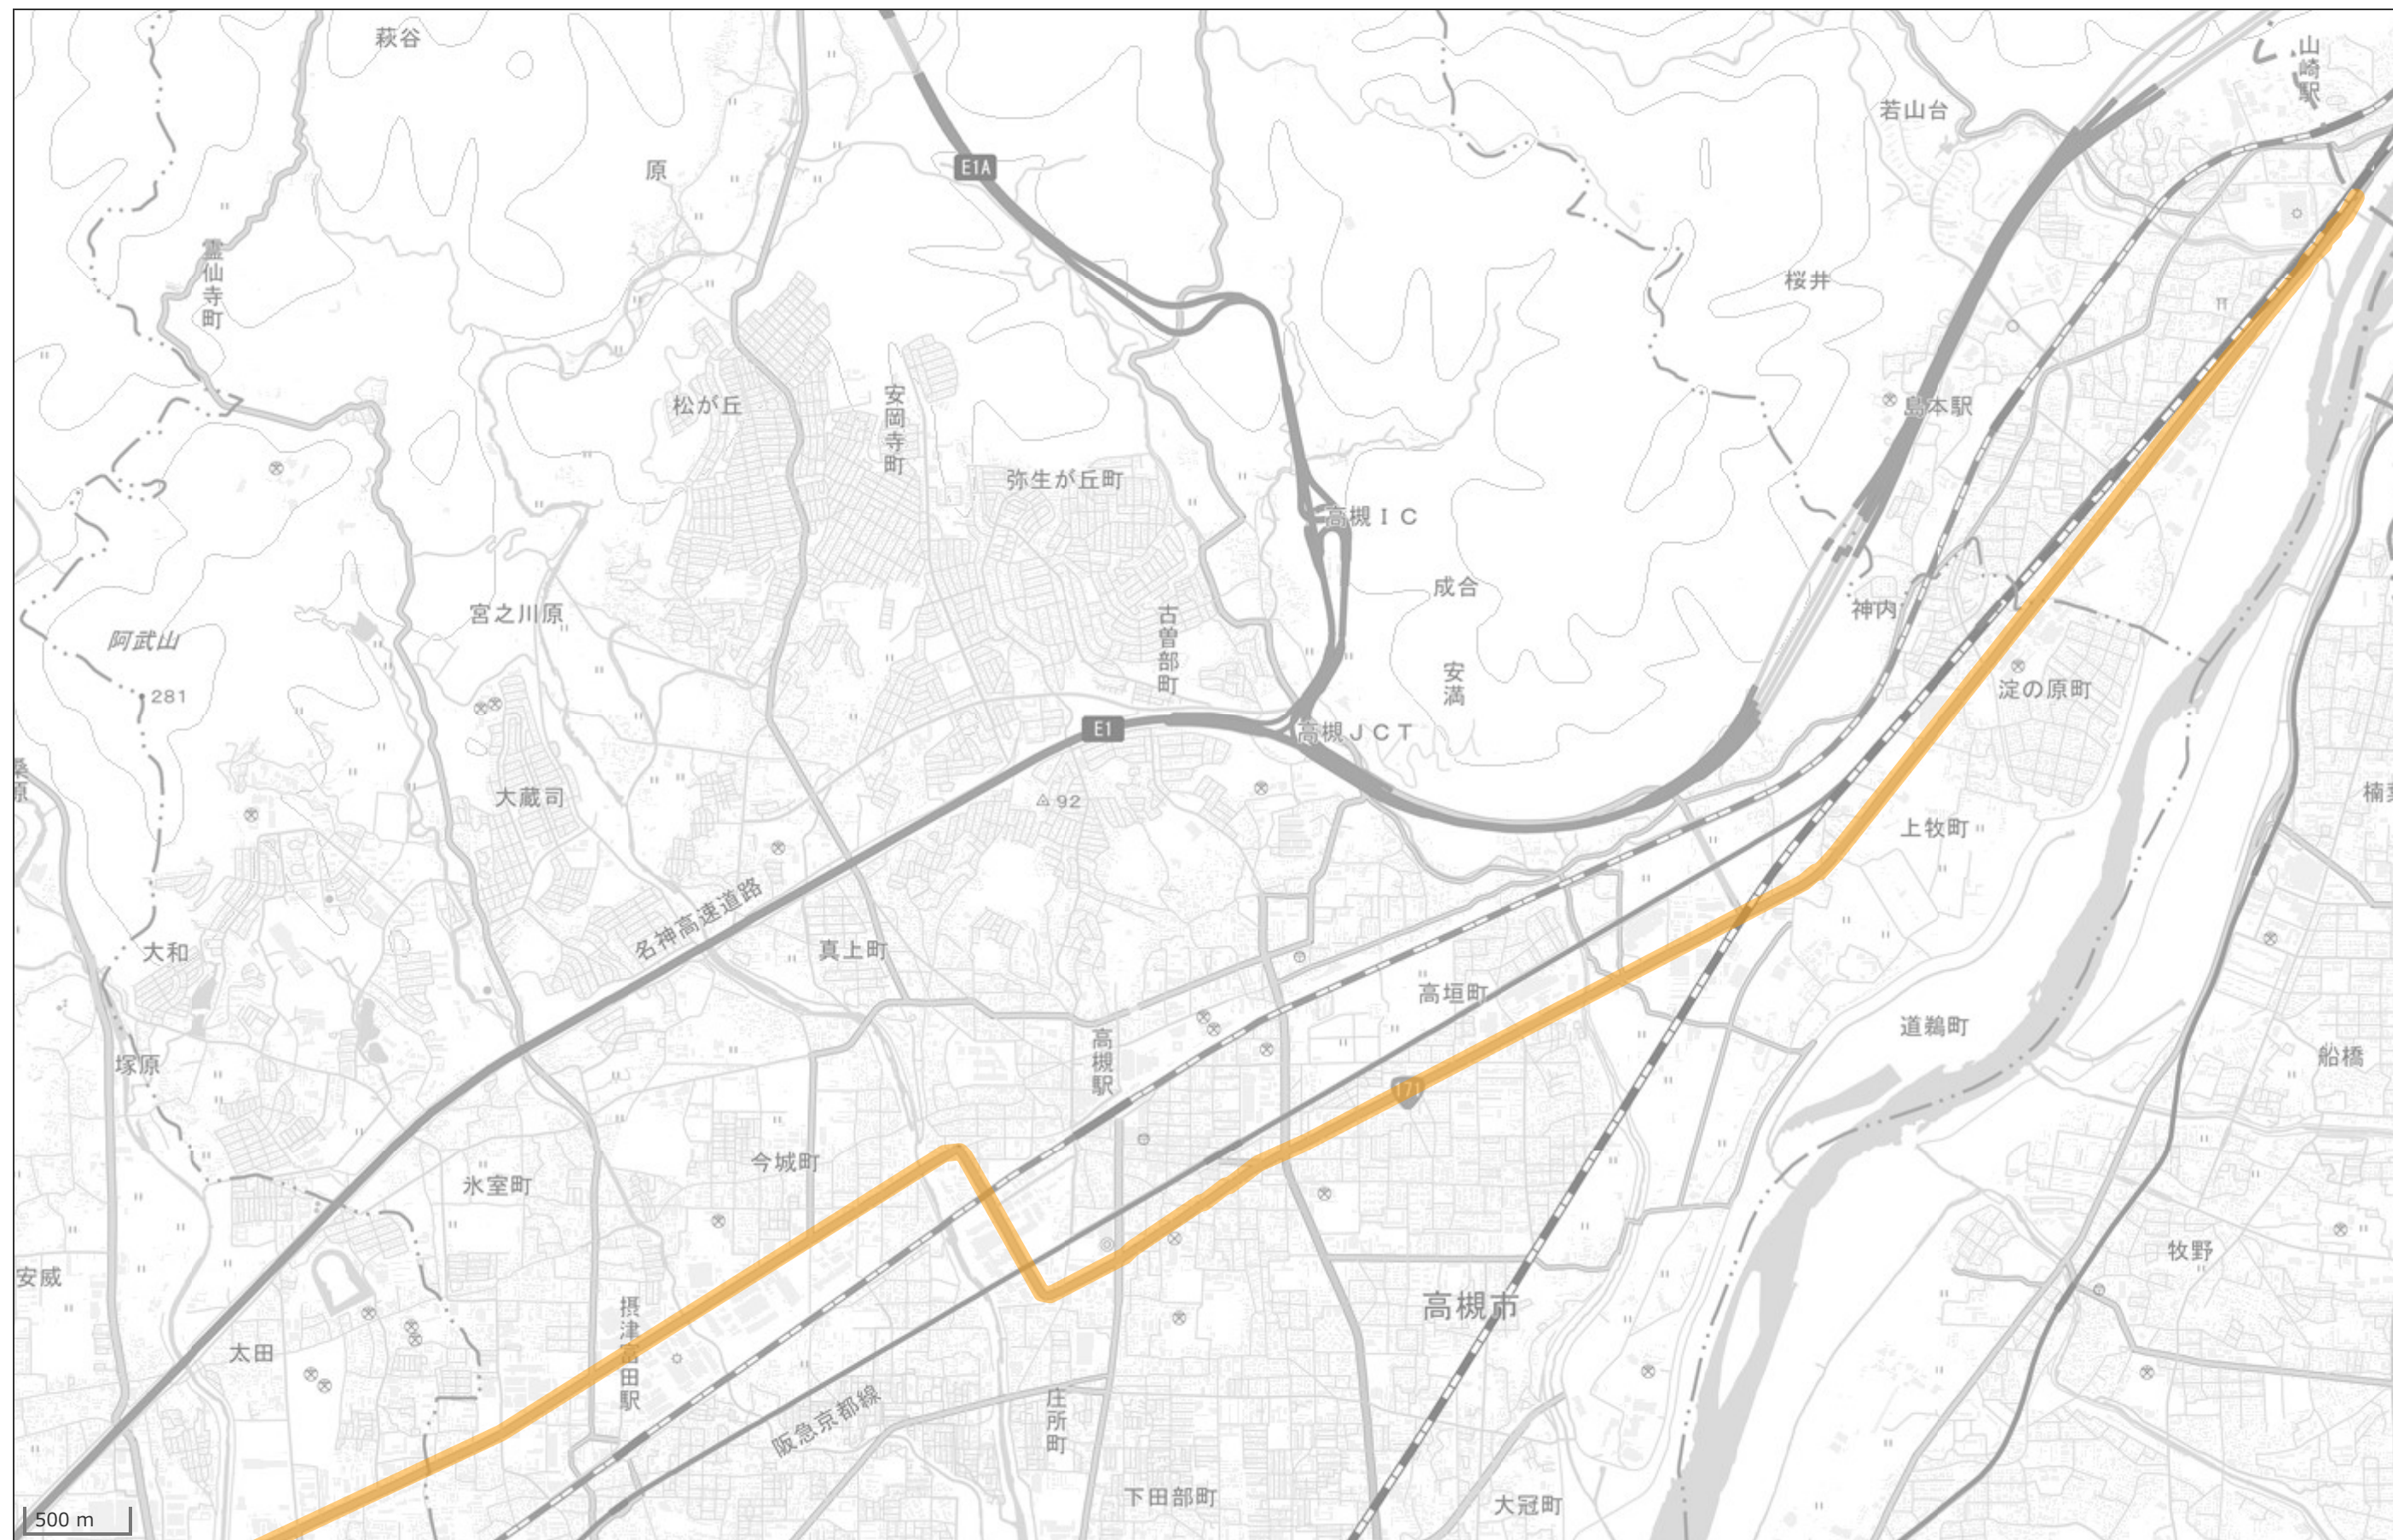 萩谷
山崎駅
若山台
E1A
原
霊仙寺町
桜井
松が丘
安岡寺町
島本駅
弥生が丘町
高槻ＩＣ
成合
宮之川原
古曽部町
神内
阿武山
281
安満
淀の原町
E1
高槻ＪＣＴ
桑原
大蔵司
92
上牧町
名神高速道路
大和
真上町
高垣町
道鵜町
高槻駅
船橋
塚原
171
今城町
氷室町
安威
牧野
摂津富田駅
高槻市
太田
阪急京都線
庄所町
下田部町
大冠町
500 m